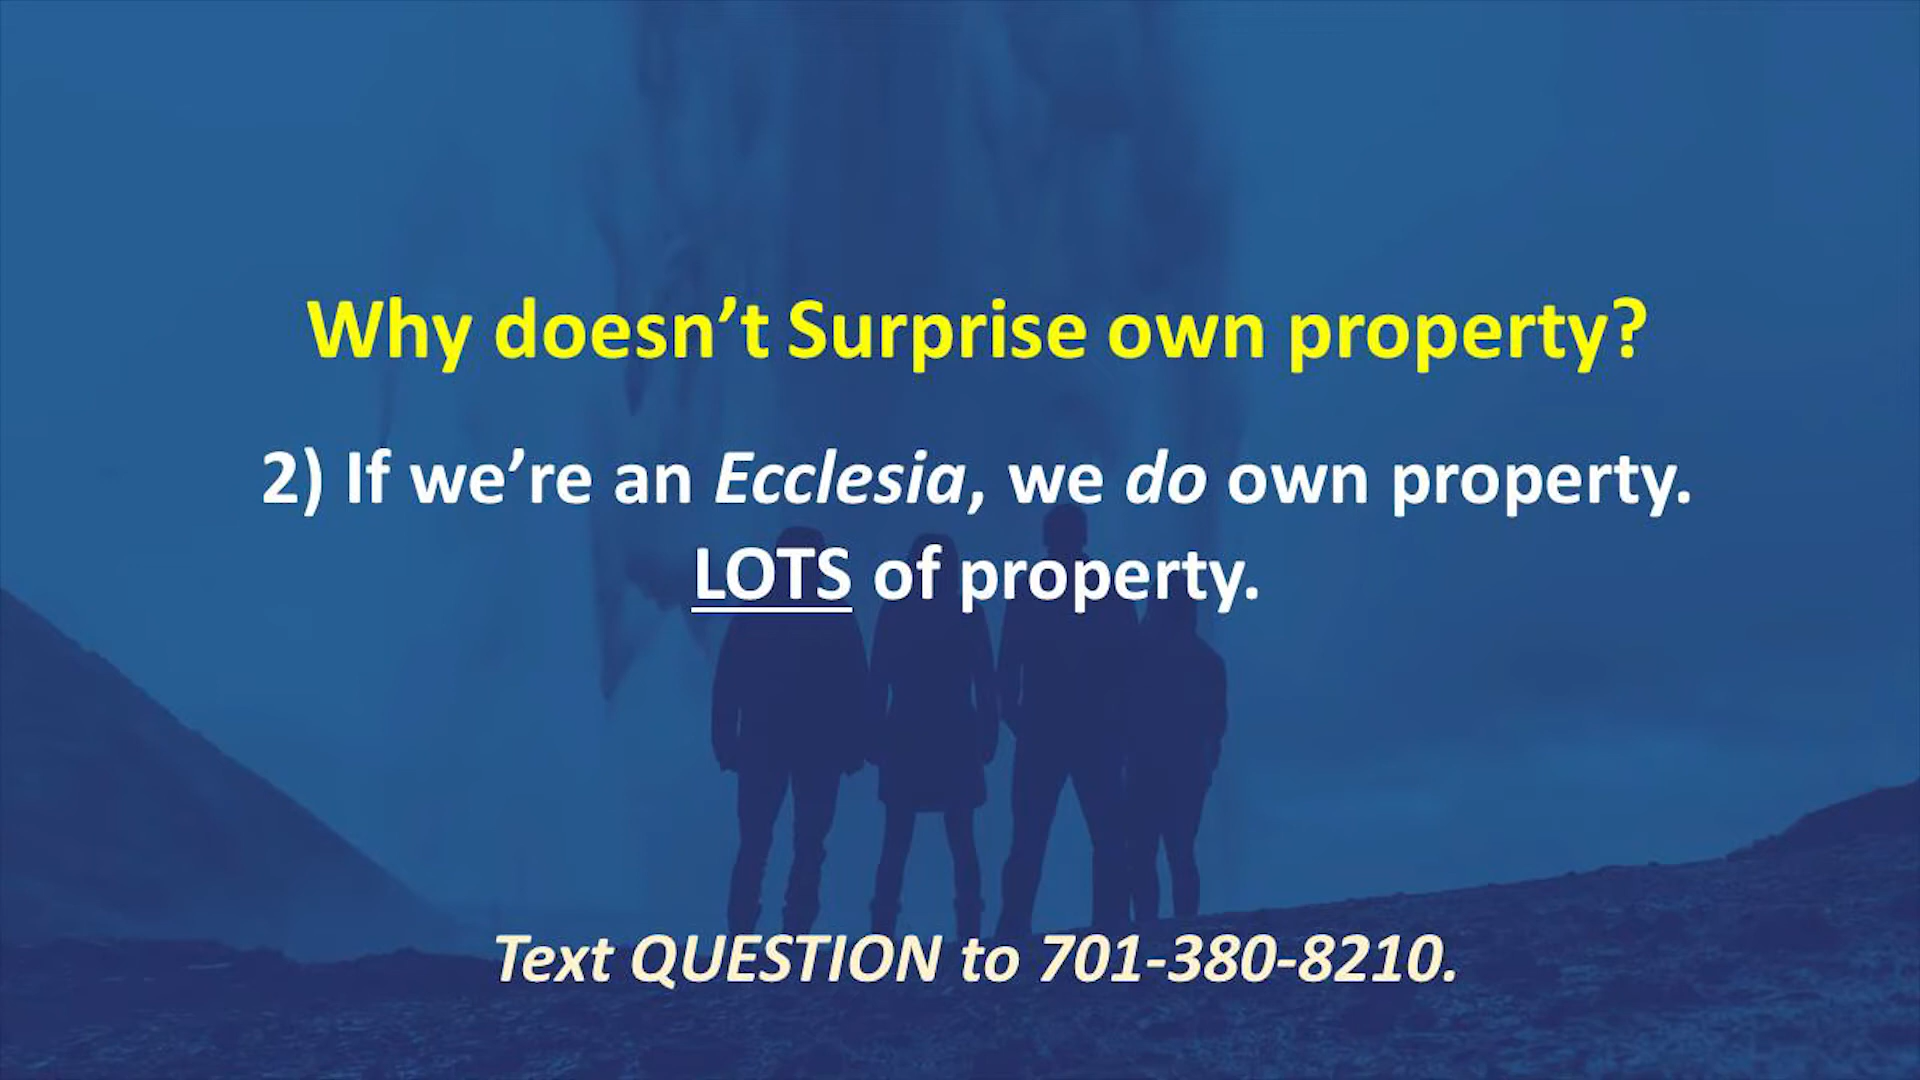 Why doesn’t Surprise own property?
2) If we’re an Ecclesia, we do own property.
LOTS of property.
Text QUESTION to 701-380-8210.